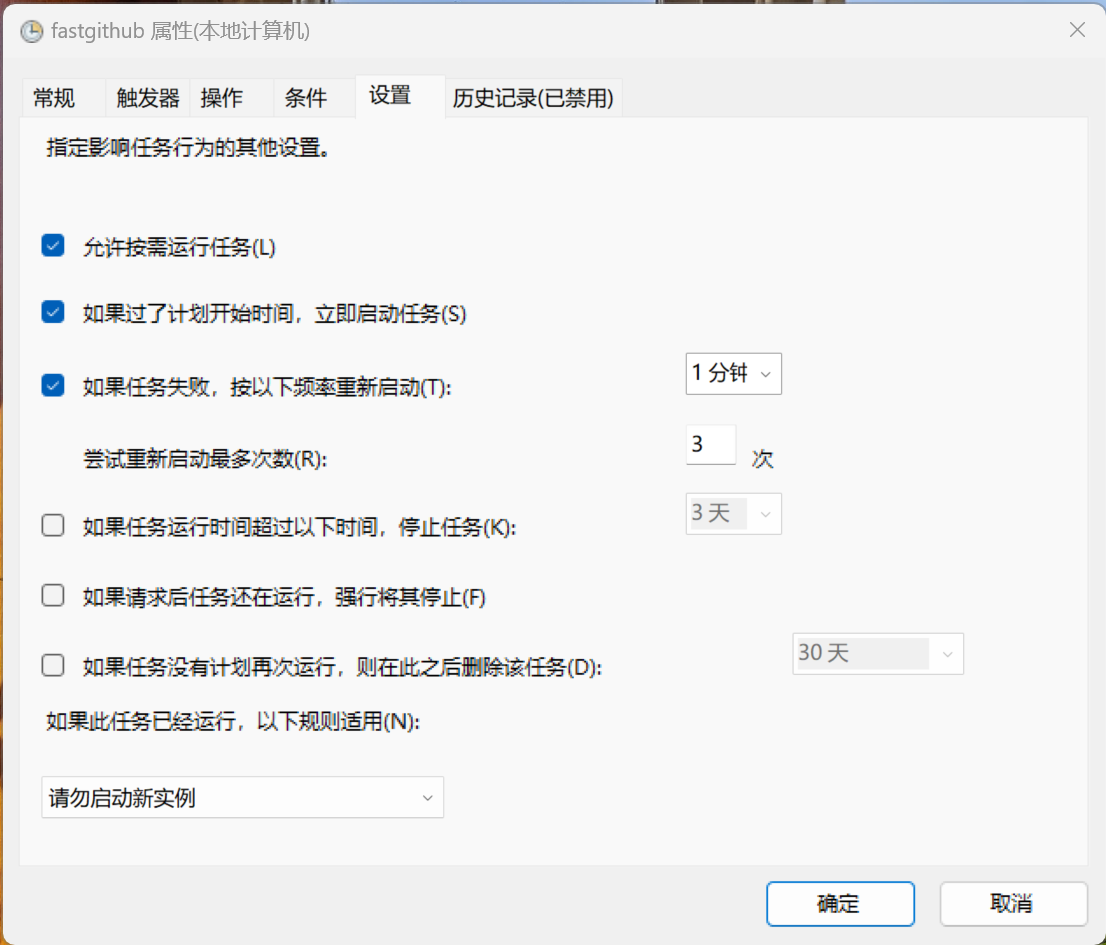 fastgithub 属性(本地计算机)
常规 触发器 操作 条件 设置 历史记录(已禁用)
指定影响任务行为的其他设置。
允许按需运行任务(L)
如果过了计划开始时间，立即启动任务(S)
如果任务失败，按以下频率重新启动(T): 1 分钟
尝试重新启动最多次数(R): 3 次
如果任务运行时间超过以下时间，停止任务(K): 3 天
如果请求后任务还在运行，强行将其停止(F)
如果任务没有计划再次运行，则在此之后删除该任务(D): 30 天
如果此任务已经运行，以下规则适用(N):
请勿启动新实例
确定 取消